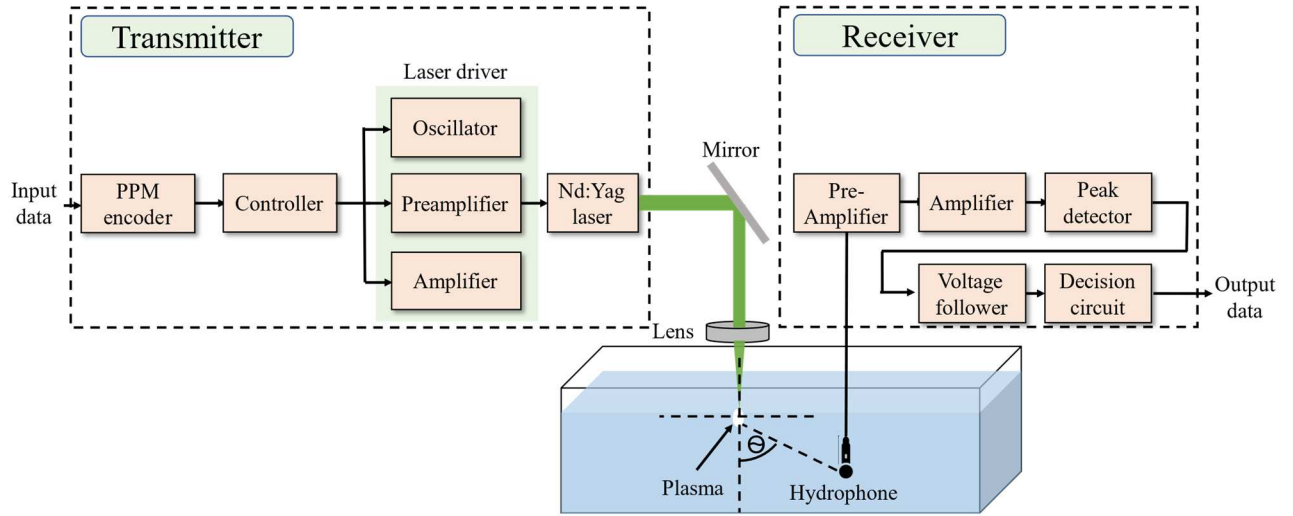 Transmitter
Receiver
Laser driver
Oscillator
Mirror
Input
data
PPM
encoder
Controller
Preamplifier
Nd:Yag
laser
Pre-
Amplifier
Amplifier
Peak
detector
Amplifier
Voltage
follower
Decision
circuit
Output
data
Lens
Θ
Plasma
Hydrophone